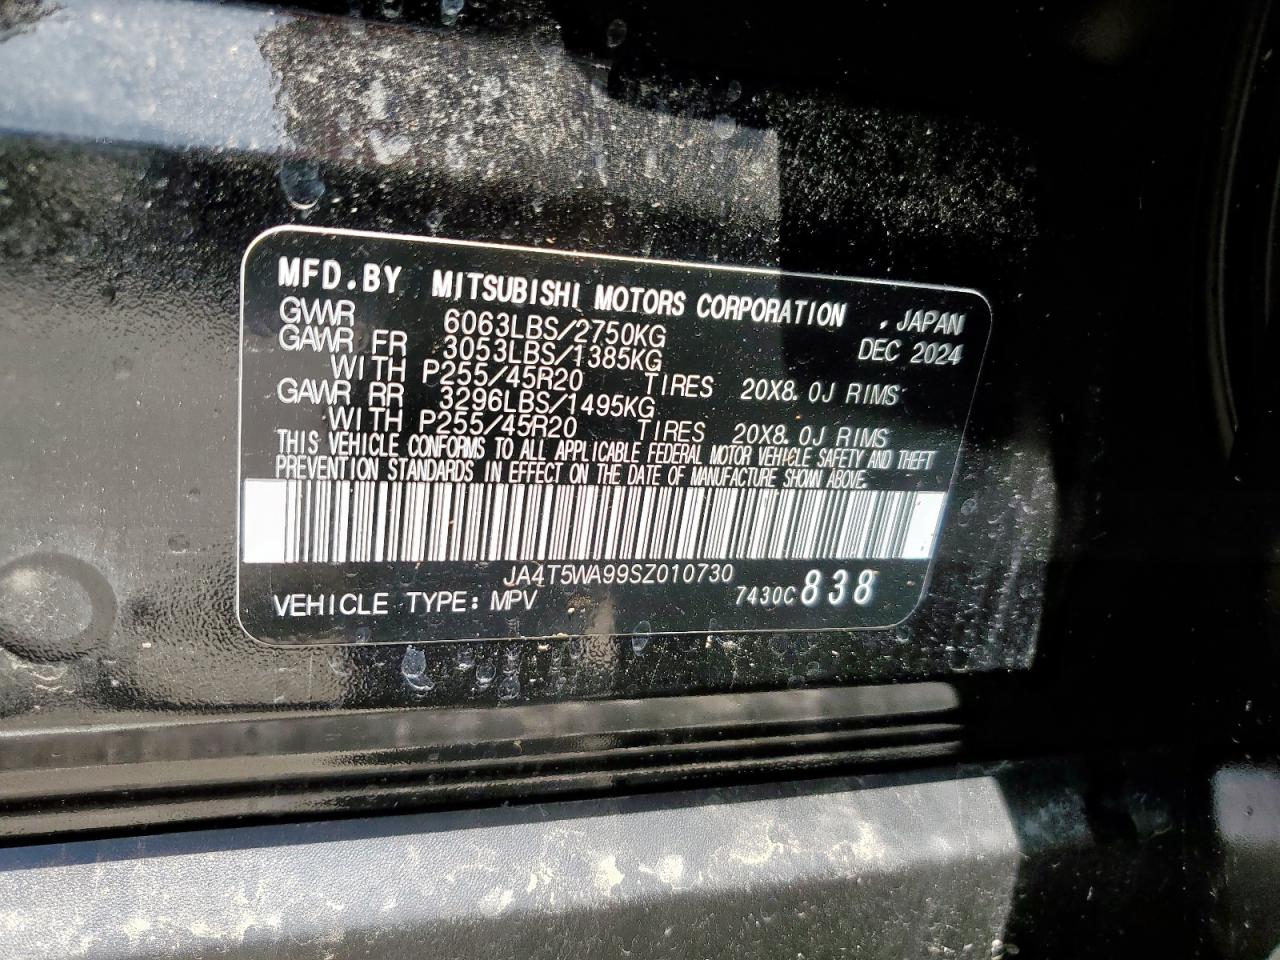 MFD.BY MITSUBISHI MOTORS CORPORATION , JAPAN
GVWR 6063LBS/2750KG DEC 2024
GAWR FR 3053LBS/1385KG
WITH P255/45R20 TIRES 20X8.0J RIMS
GAWR RR 3296LBS/1495KG
WITH P255/45R20 TIRES 20X8.0J RIMS
THIS VEHICLE CONFORMS TO ALL APPLICABLE FEDERAL MOTOR VEHICLE SAFETY AND THEFT
PREVENTION STANDARDS IN EFFECT ON THE DATE OF MANUFACTURE SHOWN ABOVE.
JA4T5WA99SZ010730
VEHICLE TYPE: MPV 7430C 838